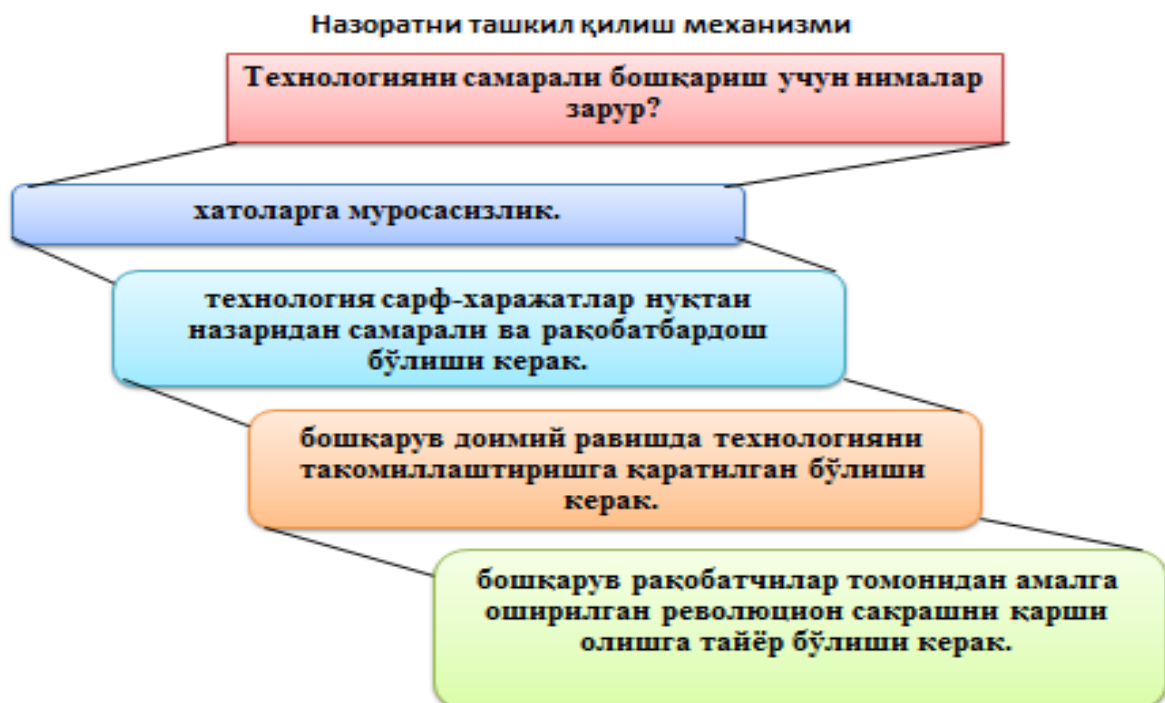 Назоратни ташкил қилиш механизми
Технологияни самарали бошқариш учун нималар
зарур?
хатоларга муросасизлик.
технология сарф-харажатлар нуқтаи
назаридан самарали ва рақобатбардош
бўлиши керак.
бошқарув доимий равишда технологияни
такомиллаштиришга қаратилган бўлиши
керак.
бошқарув рақобатчилар томонидан амалга
оширилган революцион сакрашни қарши
олишга тайёр бўлиши керак.